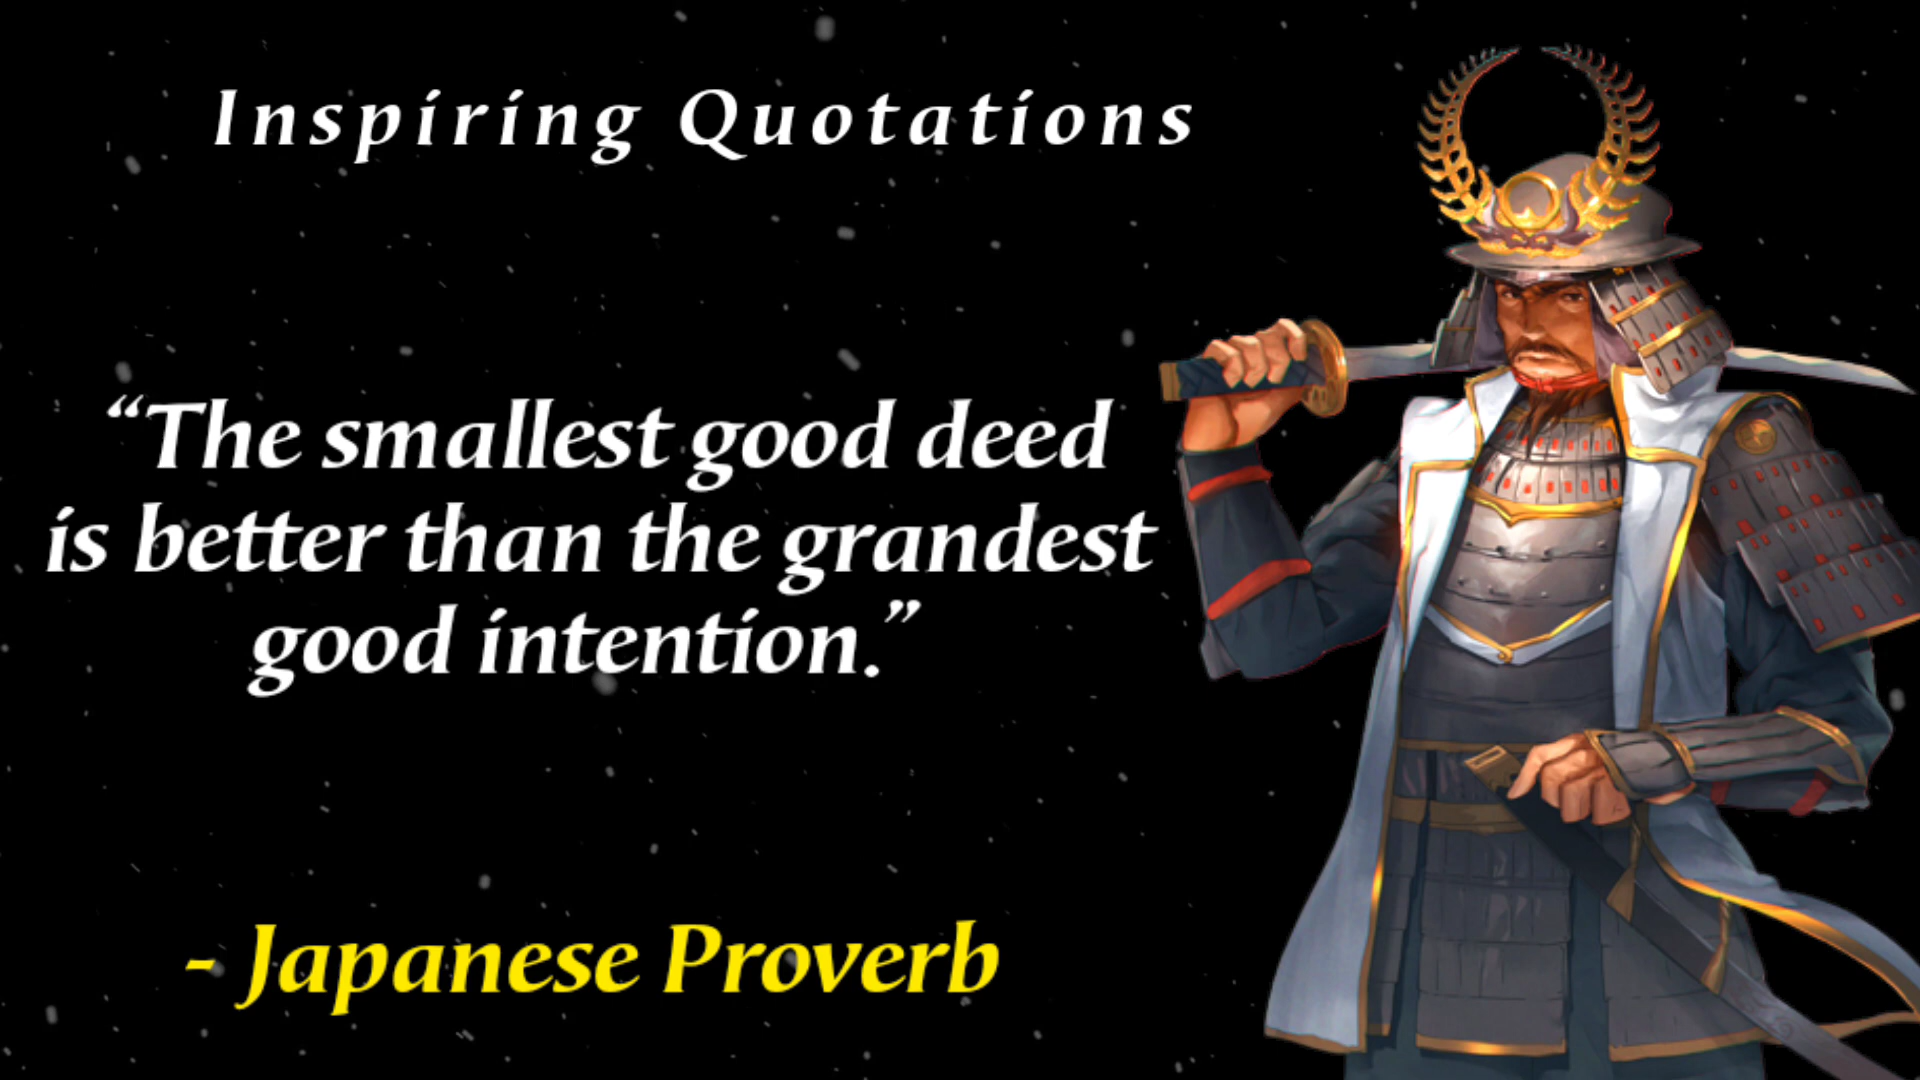 Inspiring Quotations
“The smallest good deed
is better than the grandest
good intention.”
- Japanese Proverb